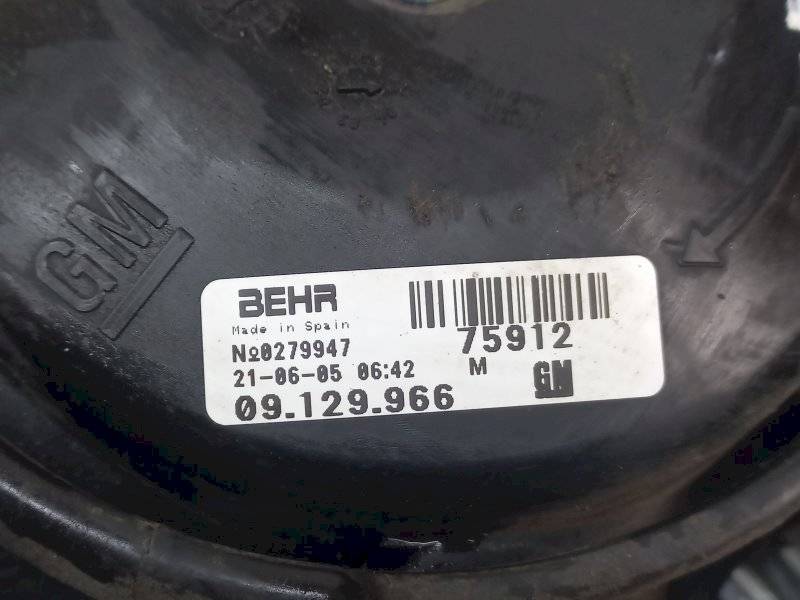 GM
BEHR
Made in Spain
№0279947
21-06-05 06:42
09.129.966
75912
M
GM